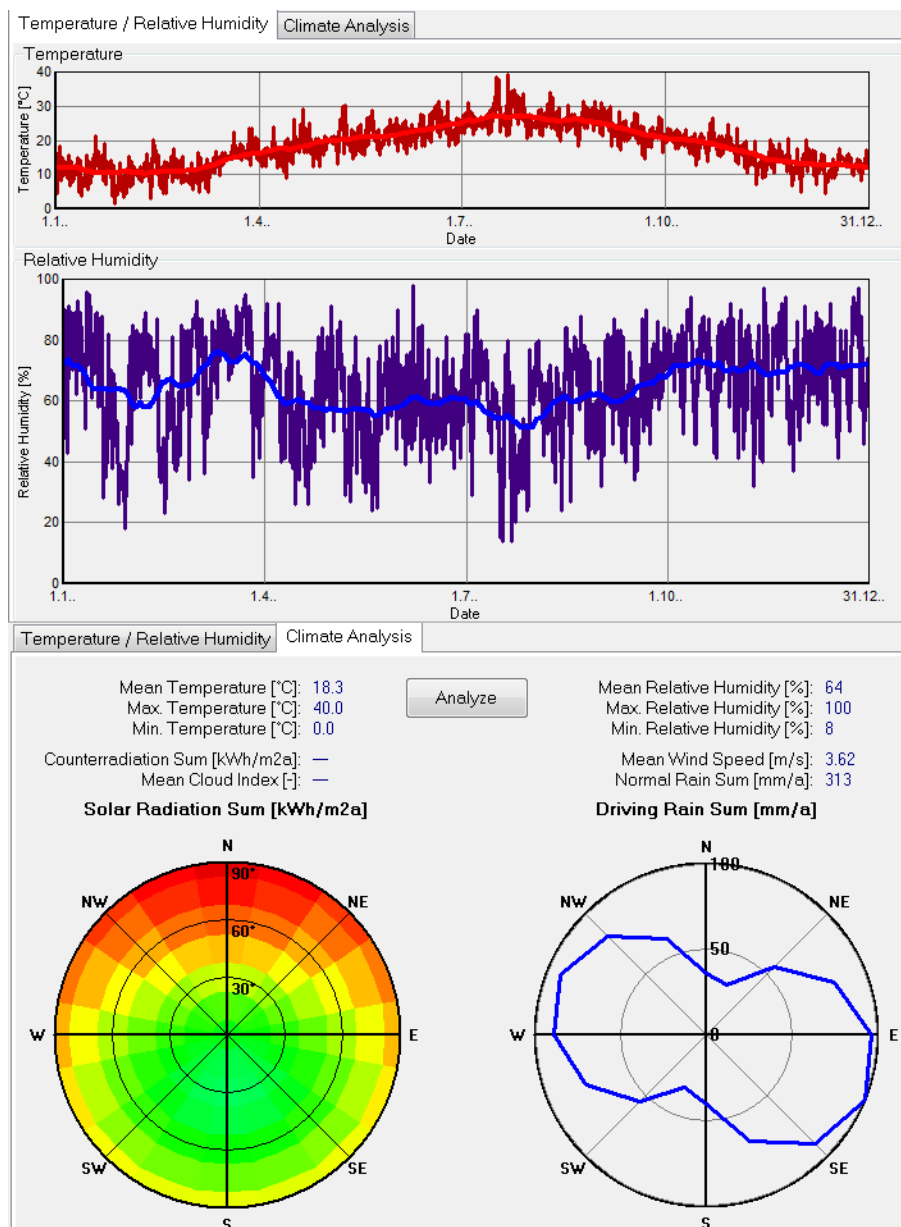 Temperature / Relative Humidity Climate Analysis
Temperature
Temperature [°C]
40
30
20
10
0
1.1.. 1.4.. 1.7.. 1.10.. 31.12..
Date
Relative Humidity
Relative Humidity [%]
100
80
60
40
20
0
1.1.. 1.4.. 1.7.. 1.10.. 31.12..
Date
Temperature / Relative Humidity Climate Analysis
Mean Temperature [°C]: 18.3
Max. Temperature [°C]: 40.0
Min. Temperature [°C]: 0.0
Counterradiation Sum [kWh/m2a]: —
Mean Cloud Index [-]: —
Analyze
Mean Relative Humidity [%]: 64
Max. Relative Humidity [%]: 100
Min. Relative Humidity [%]: 8
Mean Wind Speed [m/s]: 3.62
Normal Rain Sum [mm/a]: 313
Solar Radiation Sum [kWh/m2a]
N
90°
NW NE
60°
30°
W E
SW SE
S
Driving Rain Sum [mm/a]
N
100
NW NE
50
W 0 E
SW SE
S